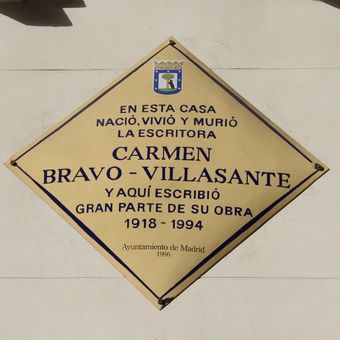 EN ESTA CASA
NACIÓ, VIVIÓ Y MURIÓ
LA ESCRITORA
CARMEN
BRAVO - VILLASANTE
Y AQUÍ ESCRIBIÓ
GRAN PARTE DE SU OBRA
1918 - 1994
Ayuntamiento de Madrid
1996